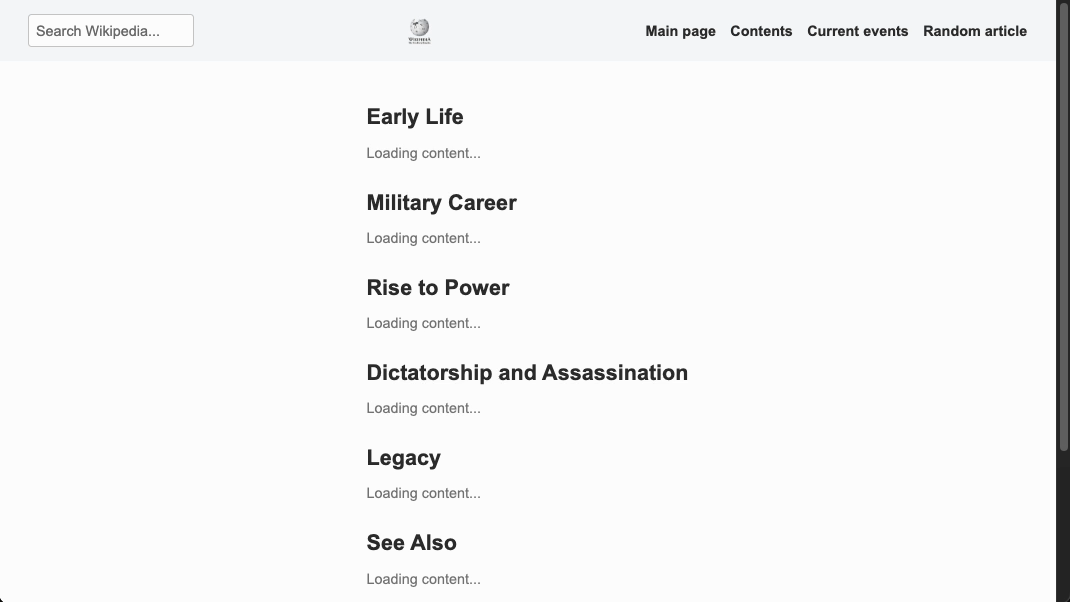 Search Wikipedia...
WIKIPEDIA
Main page Contents Current events Random article
Early Life
Loading content...
Military Career
Loading content...
Rise to Power
Loading content...
Dictatorship and Assassination
Loading content...
Legacy
Loading content...
See Also
Loading content...